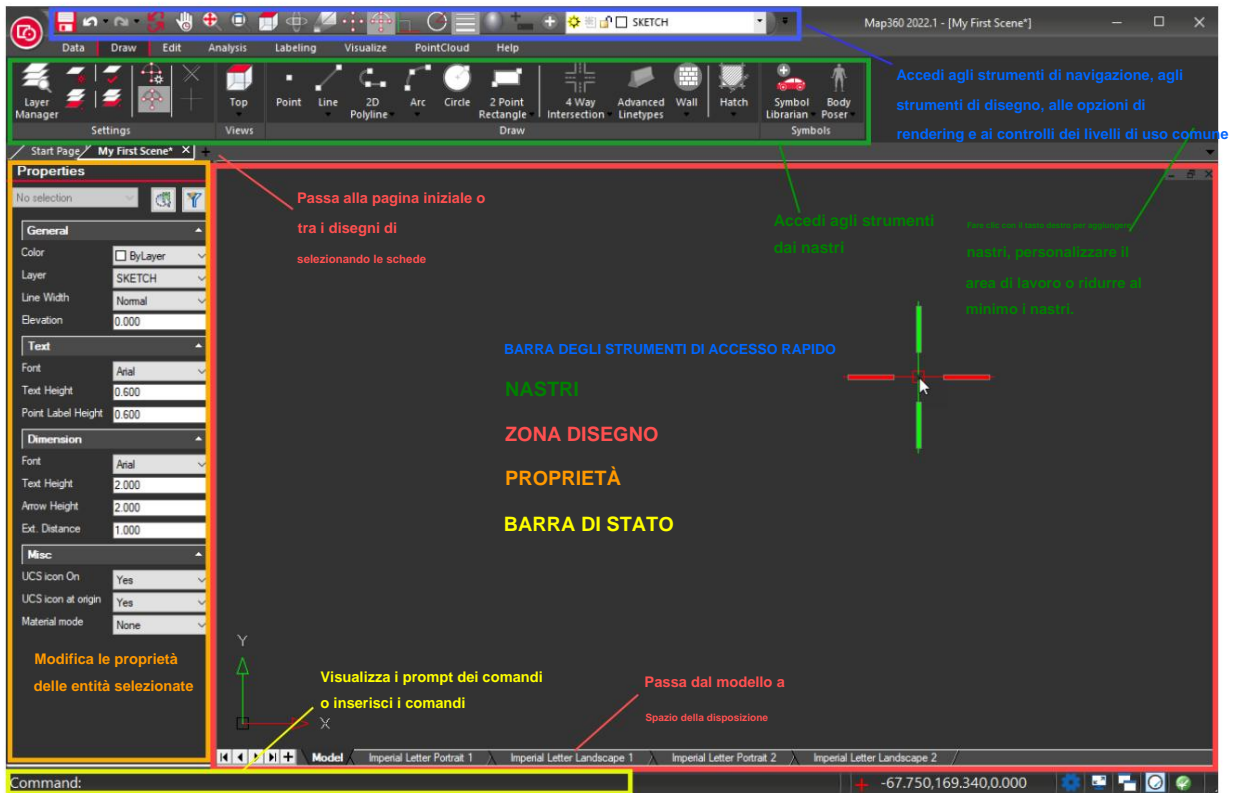 SKETCH
Map360 2022.1 - [My First Scene*]
Data Draw Edit Analysis Labeling Visualize PointCloud Help
Layer Manager
Top
Point
Line
2D Polyline
Arc
Circle
2 Point Rectangle
4 Way Intersection
Advanced Linetypes
Wall
Hatch
Symbol Librarian
Body Poser
Settings
Views
Draw
Symbols
Accedi agli strumenti di navigazione, agli
strumenti di disegno, alle opzioni di
rendering e ai controlli dei livelli di uso comune
Start Page
My First Scene*
Properties
No selection
General
Color ByLayer
Layer SKETCH
Line Width Normal
Elevation 0.000
Text
Font Arial
Text Height 0.600
Point Label Height 0.600
Dimension
Font Arial
Text Height 2.000
Arrow Height 2.000
Ext. Distance 1.000
Misc
UCS icon On Yes
UCS icon at origin Yes
Material mode None
Modifica le proprietà
delle entità selezionate
Passa alla pagina iniziale o
tra i disegni di
selezionando le schede
Accedi agli strumenti
dai nastri
Fare clic con il tasto destro per aggiungere
nastri, personalizzare il
area di lavoro o ridurre al
minimo i nastri.
BARRA DEGLI STRUMENTI DI ACCESSO RAPIDO
NASTRI
ZONA DISEGNO
PROPRIETÀ
BARRA DI STATO
Y
X
Visualizza i prompt dei comandi
o inserisci i comandi
Passa dal modello a
Spazio della disposizione
Model Imperial Letter Portrait 1 Imperial Letter Landscape 1 Imperial Letter Portrait 2 Imperial Letter Landscape 2
Command:
-67.750,169.340,0.000